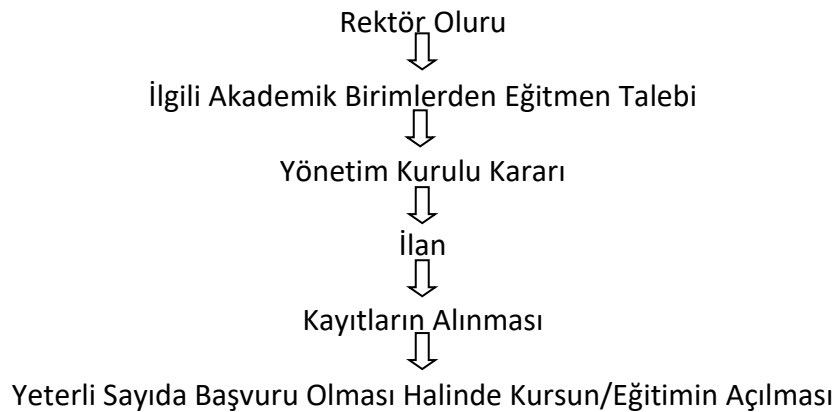 Rektör Oluru
İlgili Akademik Birimlerden Eğitmen Talebi
Yönetim Kurulu Kararı
İlan
Kayıtların Alınması
Yeterli Sayıda Başvuru Olması Halinde Kursun/Eğitimin Açılması